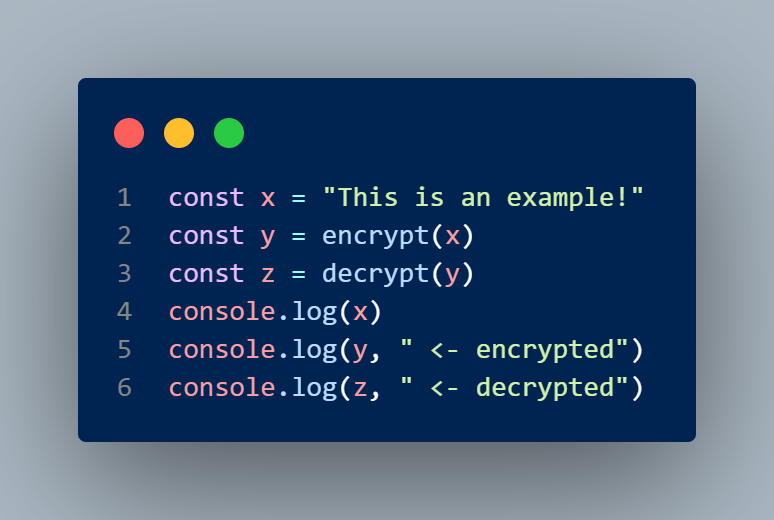 1 const x = "This is an example!"
2 const y = encrypt(x)
3 const z = decrypt(y)
4 console.log(x)
5 console.log(y, " <- encrypted")
6 console.log(z, " <- decrypted")